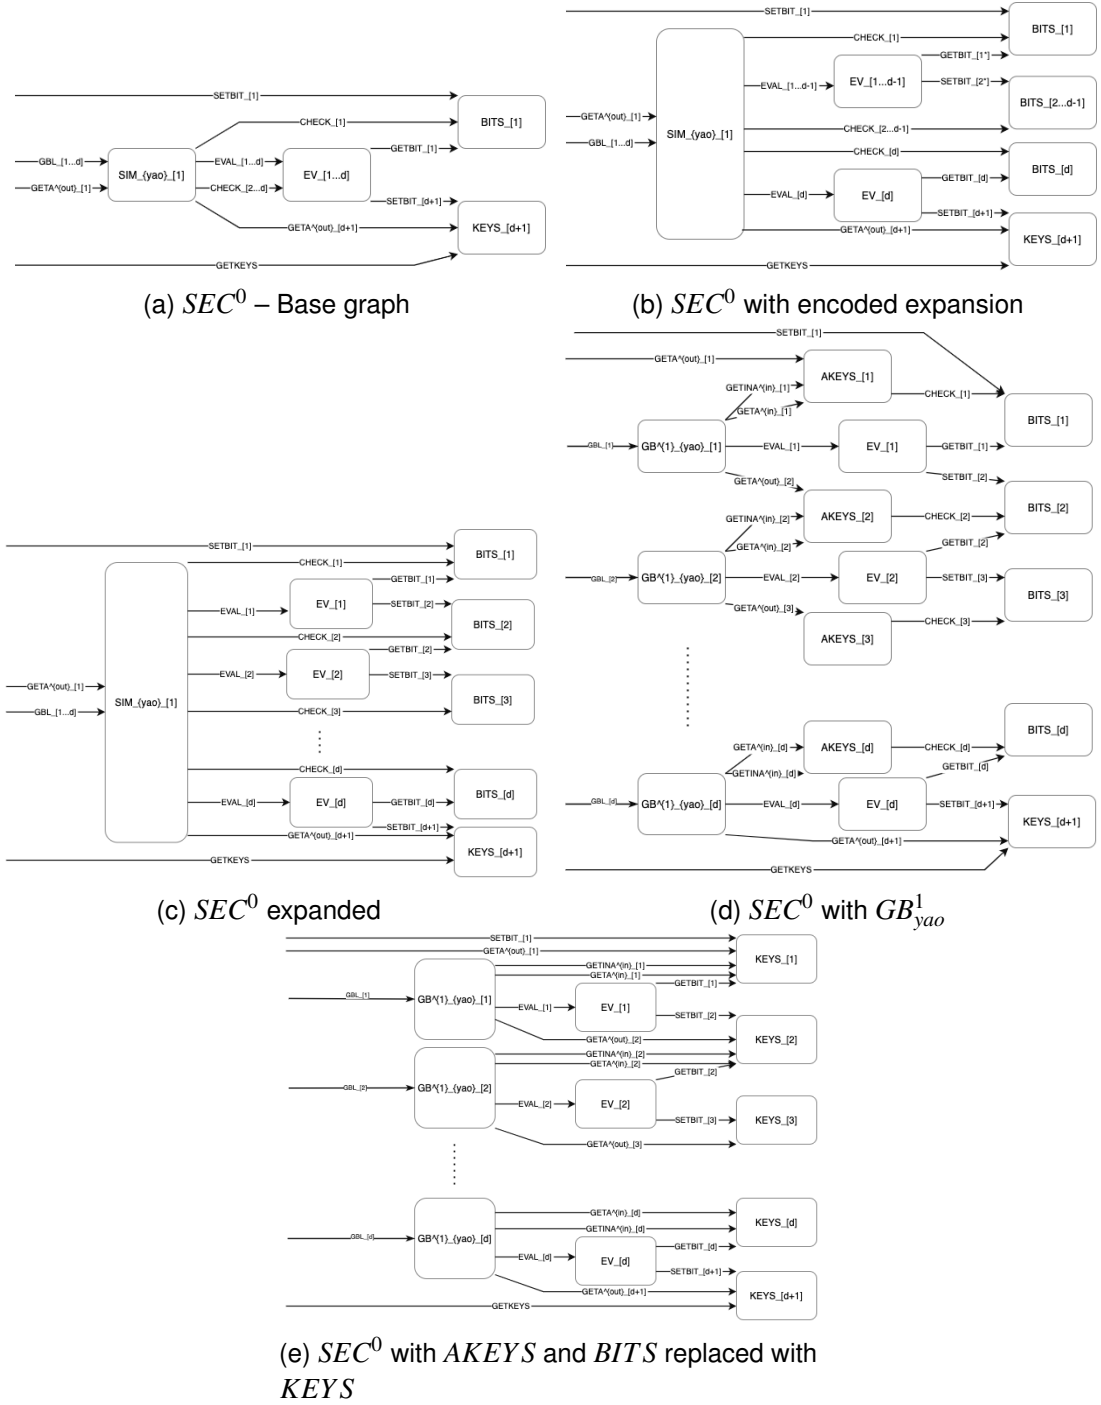 SETBIT_[1]
CHECK_[1]
BITS_[1]
GETBIT_[1]
GBL_[1...d]
SIM_{yao}_[1]
EVAL_[1...d]
EV_[1...d]
GETA^{out}_[1]
CHECK_[2...d]
SETBIT_[d+1]
KEYS_[d+1]
GETA^{out}_[d+1]
GETKEYS
(a) SEC^0 – Base graph
SETBIT_[1]
BITS_[1]
CHECK_[1]
GETBIT_[1*]
EVAL_[1...d-1]
EV_[1...d-1]
SETBIT_[2*]
BITS_[2...d-1]
GETA^{out}_[1]
SIM_{yao}_[1]
CHECK_[2...d-1]
GBL_[1...d]
CHECK_[d]
BITS_[d]
GETBIT_[d]
EVAL_[d]
EV_[d]
SETBIT_[d+1]
GETA^{out}_[d+1]
KEYS_[d+1]
GETKEYS
(b) SEC^0 with encoded expansion
SETBIT_[1]
BITS_[1]
CHECK_[1]
GETBIT_[1]
EVAL_[1]
EV_[1]
SETBIT_[2]
BITS_[2]
CHECK_[2]
GETBIT_[2]
EVAL_[2]
EV_[2]
SETBIT_[3]
GETA^{out}_[1]
SIM_{yao}_[1]
BITS_[3]
GBL_[1...d]
CHECK_[3]
CHECK_[d]
BITS_[d]
EVAL_[d]
EV_[d]
GETBIT_[d]
SETBIT_[d+1]
GETA^{out}_[d+1]
KEYS_[d+1]
GETKEYS
(c) SEC^0 expanded
SETBIT_[1]
GETA^{out}_[1]
AKEYS_[1]
GETINA^{in}_[1]
CHECK_[1]
GETA^{in}_[1]
BITS_[1]
GBL_[1]
GB^{1}_{yao}_[1]
EVAL_[1]
EV_[1]
GETBIT_[1]
SETBIT_[2]
GETA^{out}_[2]
AKEYS_[2]
BITS_[2]
GETINA^{in}_[2]
CHECK_[2]
GETA^{in}_[2]
GETBIT_[2]
GBL_[2]
GB^{1}_{yao}_[2]
EVAL_[2]
EV_[2]
SETBIT_[3]
BITS_[3]
GETA^{out}_[3]
AKEYS_[3]
CHECK_[3]
BITS_[d]
GETA^{in}_[d]
AKEYS_[d]
CHECK_[d]
GETINA^{in}_[d]
GETBIT_[d]
GBL_[d]
GB^{1}_{yao}_[d]
EVAL_[d]
EV_[d]
SETBIT_[d+1]
KEYS_[d+1]
GETA^{out}_[d+1]
GETKEYS
(d) SEC^0 with GB^1_yao
SETBIT_[1]
GETA^{out}_[1]
KEYS_[1]
GETINA^{in}_[1]
GETA^{in}_[1]
GETBIT_[1]
GBL_[1]
GB^{1}_{yao}_[1]
EVAL_[1]
EV_[1]
SETBIT_[2]
GETA^{out}_[2]
KEYS_[2]
GETINA^{in}_[2]
GETA^{in}_[2]
GETBIT_[2]
GBL_[2]
GB^{1}_{yao}_[2]
EVAL_[2]
EV_[2]
SETBIT_[3]
KEYS_[3]
GETA^{out}_[3]
GETA^{in}_[d]
KEYS_[d]
GETINA^{in}_[d]
GETBIT_[d]
GBL_[d]
GB^{1}_{yao}_[d]
EVAL_[d]
EV_[d]
SETBIT_[d+1]
GETA^{out}_[d+1]
KEYS_[d+1]
GETKEYS
(e) SEC^0 with AKEYS and BITS replaced with
KEYS